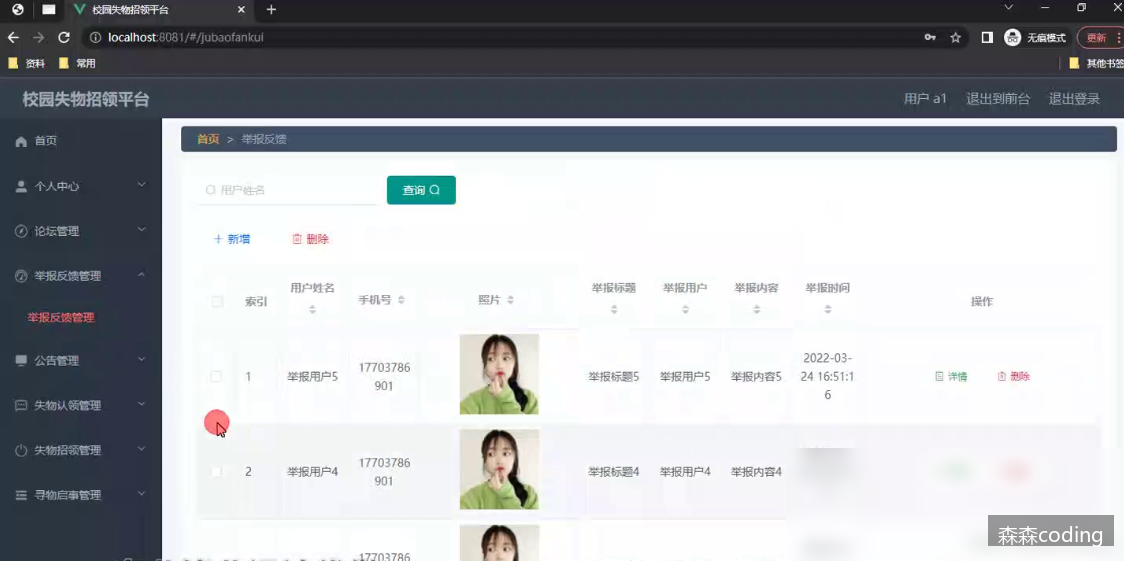 校园失物招领平台
localhost:8081/#/jubaofankui
无痕模式
更新
资料
常用
其他书签
校园失物招领平台
用户 a1
退出到前台
退出登录
首页
个人中心
论坛管理
举报反馈管理
举报反馈管理
公告管理
失物认领管理
失物招领管理
寻物启事管理
首页 > 举报反馈
用户姓名
查询
+ 新增
删除
索引
用户姓名
手机号
照片
举报标题
举报用户
举报内容
举报时间
操作
1
举报用户5
17703786
901
举报标题5
举报用户5
举报内容5
2022-03-
24 16:51:1
6
详情
删除
2
举报用户4
17703786
901
举报标题4
举报用户4
举报内容4
17703786
森森coding